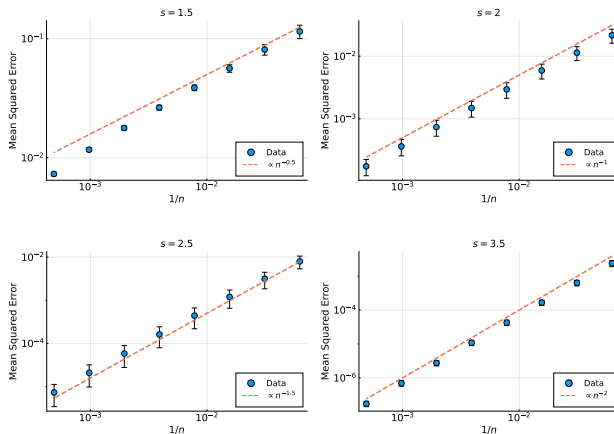 s = 1.5
Mean Squared Error
10⁻¹
10⁻²
10⁻³
10⁻²
1/n
Data
∝ n⁻⁰·⁵
s = 2
Mean Squared Error
10⁻²
10⁻³
10⁻³
10⁻²
1/n
Data
∝ n⁻¹
s = 2.5
Mean Squared Error
10⁻²
10⁻⁴
10⁻³
10⁻²
1/n
Data
∝ n⁻¹·⁵
s = 3.5
Mean Squared Error
10⁻⁴
10⁻⁶
10⁻³
10⁻²
1/n
Data
∝ n⁻²